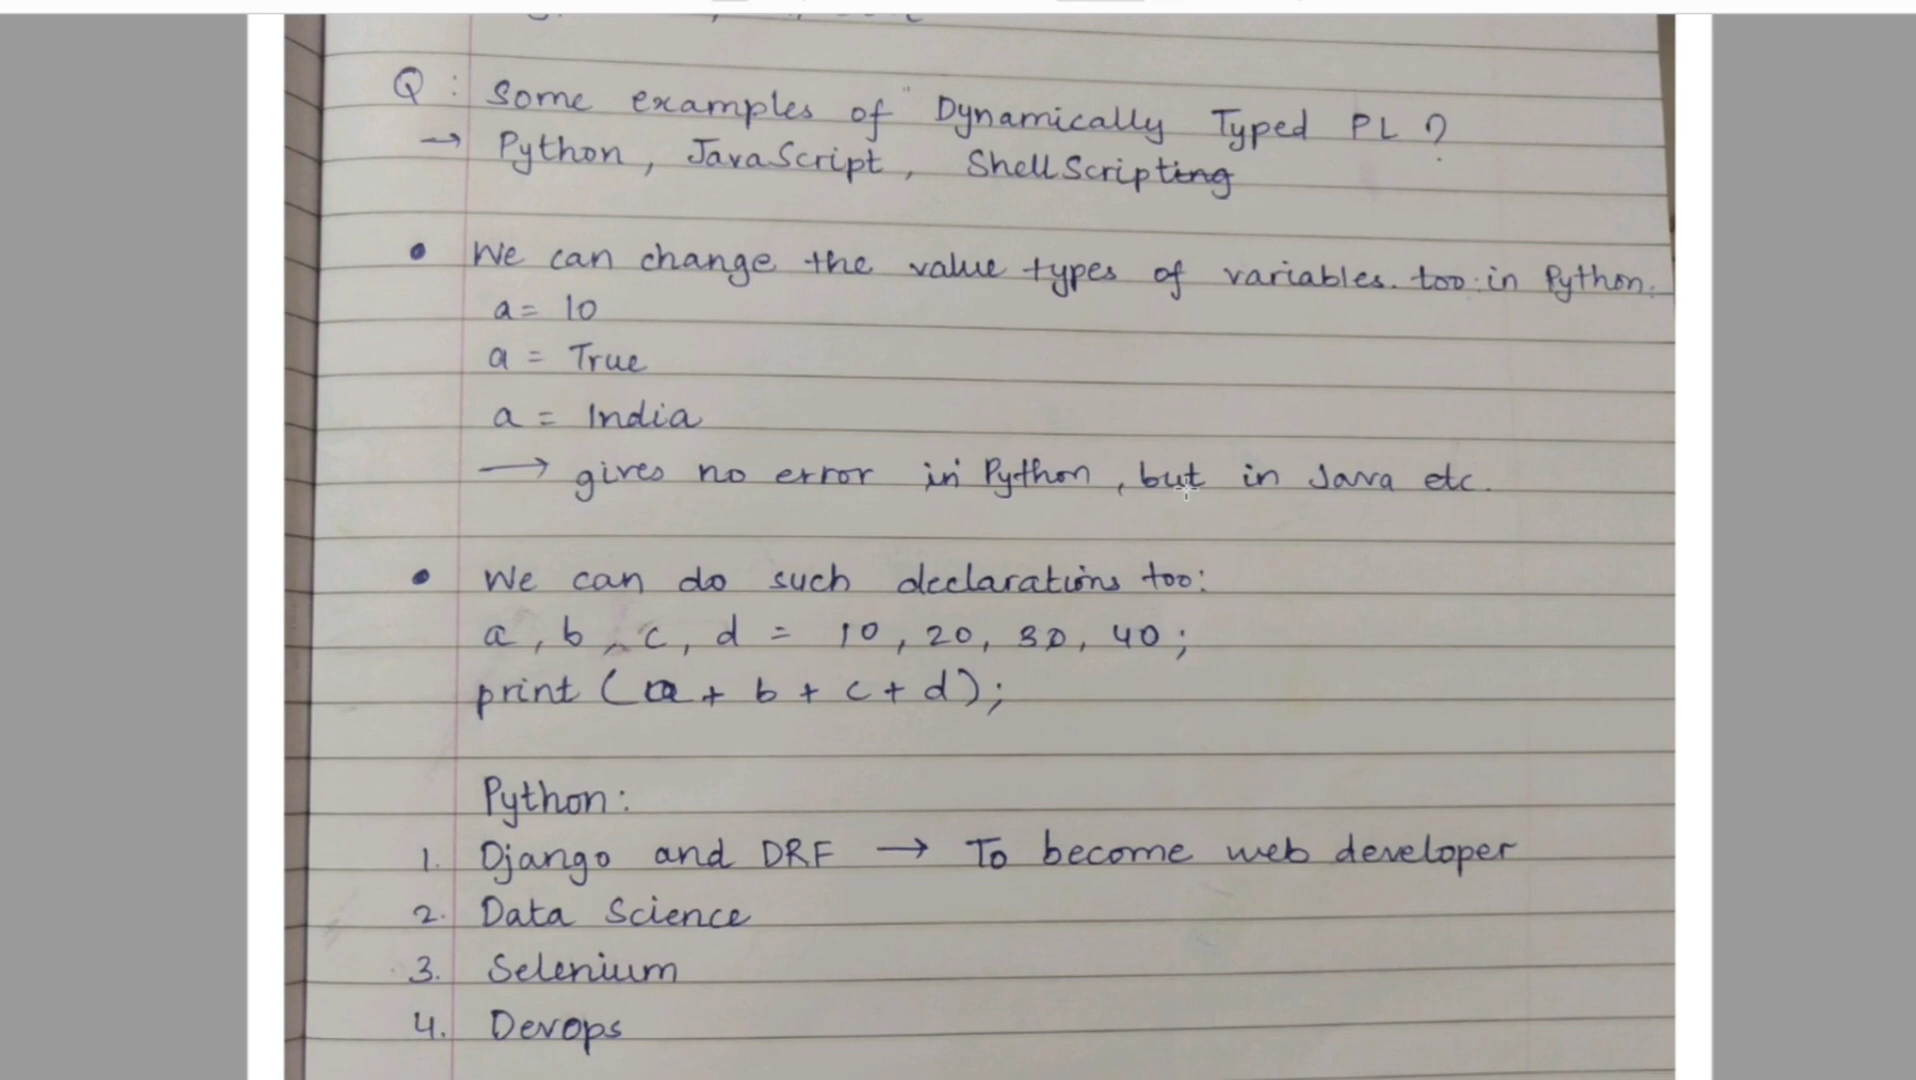 Q : Some examples of Dynamically Typed PL ?
→ Python, JavaScript, ShellScripting
• We can change the value types of variables. too in Python.
a = 10
a = True
a = India
→ gives no error in Python, but in Java etc.
• We can do such declarations too:
a, b, c, d = 10, 20, 30, 40;
print (a + b + c + d);
Python:
1. Django and DRF → To become web developer
2. Data Science
3. Selenium
4. Devops